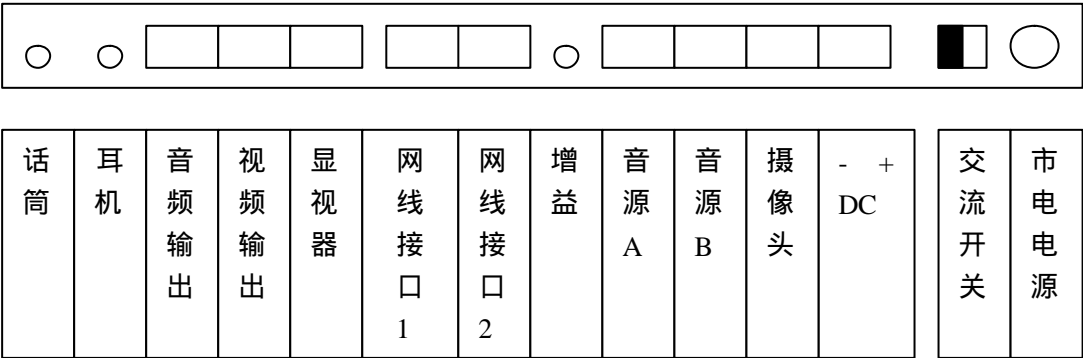 话筒
耳机
音频输出
视频输出
显视器
网线接口1
网线接口2
增益
音源A
音源B
摄像头
- +
DC
交流开关
市电电源